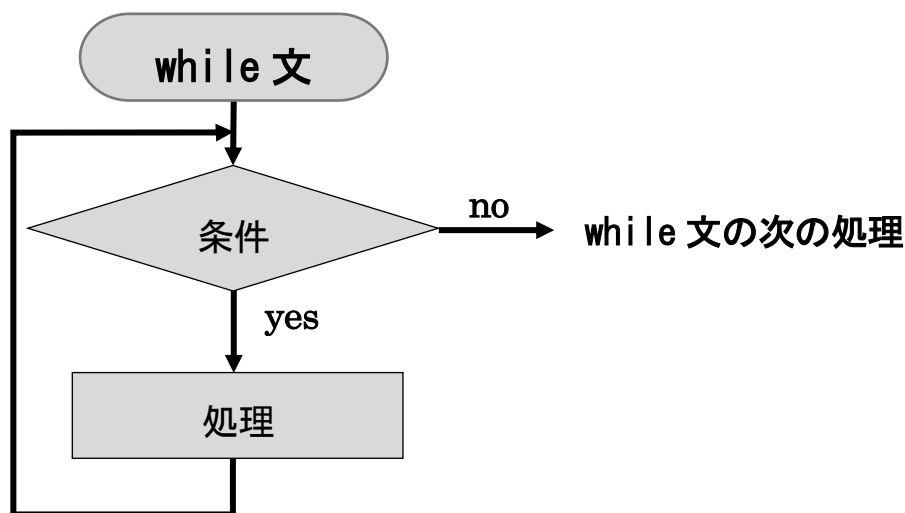 while 文
条件
no
while 文の次の処理
yes
処理